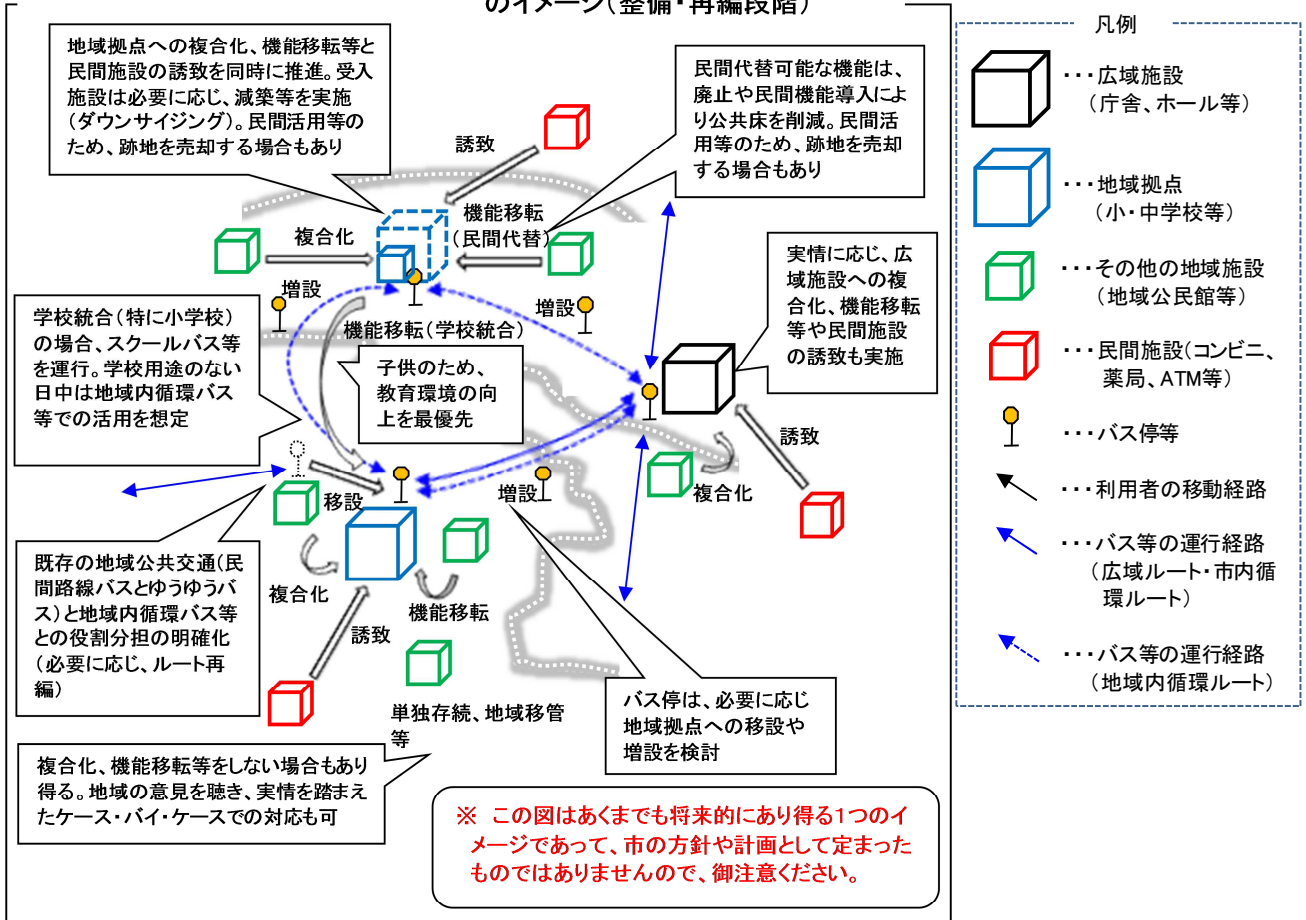 のイメージ(整備・再編段階)
地域拠点への複合化、機能移転等と
民間施設の誘致を同時に推進。受入
施設は必要に応じ、減築等を実施
(ダウンサイジング)。民間活用等の
ため、跡地を売却する場合もあり
民間代替可能な機能は、
廃止や民間機能導入によ
り公共床を削減。民間活
用等のため、跡地を売却
する場合もあり
誘致
機能移転
(民間代替)
複合化
増設
増設
機能移転(学校統合)
実情に応じ、広
域施設への複
合化、機能移転
等や民間施設
の誘致も実施
学校統合(特に小学校)
の場合、スクールバス等
を運行。学校用途のない
日中は地域内循環バス
等での活用を想定
子供のため、
教育環境の向
上を最優先
誘致
複合化
増設
移設
既存の地域公共交通(民
間路線バスとゆうゆうバ
ス)と地域内循環バス等
との役割分担の明確化
(必要に応じ、ルート再
編)
複合化
機能移転
誘致
単独存続、地域移管
等
バス停は、必要に応じ
地域拠点への移設や
増設を検討
複合化、機能移転等をしない場合もあり
得る。地域の意見を聴き、実情を踏まえ
たケース・バイ・ケースでの対応も可
※ この図はあくまでも将来的にあり得る1つのイ
メージであって、市の方針や計画として定まった
ものではありませんので、御注意ください。
凡例
・・・広域施設
(庁舎、ホール等)
・・・地域拠点
(小・中学校等)
・・・その他の地域施設
(地域公民館等)
・・・民間施設(コンビニ、
薬局、ATM等)
・・・バス停等
・・・利用者の移動経路
・・・バス等の運行経路
(広域ルート・市内循
環ルート)
・・・バス等の運行経路
(地域内循環ルート)